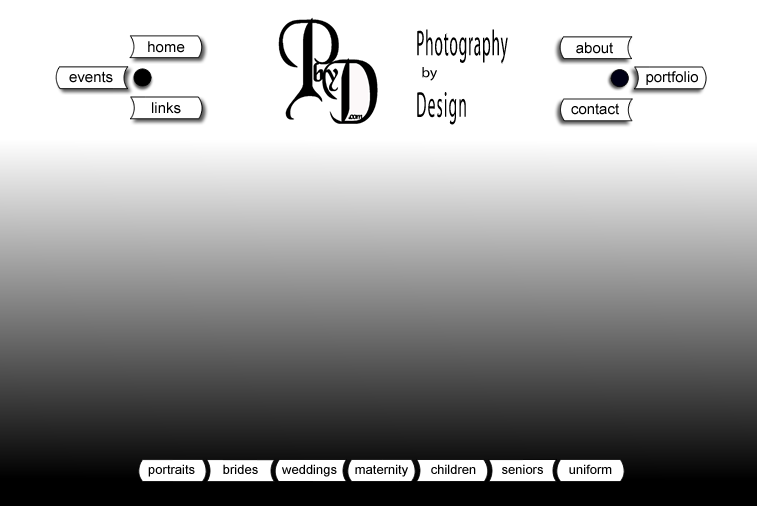 home
events
links
PbyD.com
Photography
by
Design
about
portfolio
contact
portraits brides weddings maternity children seniors uniform